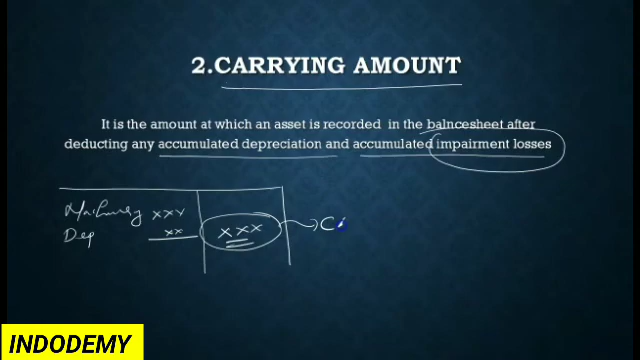 2.CARRYING AMOUNT
It is the amount at which an asset is recorded in the balncesheet after
deducting any accumulated depreciation and accumulated impairment losses
Machinery xxx
Dep xx xxx → C
INDODEMY